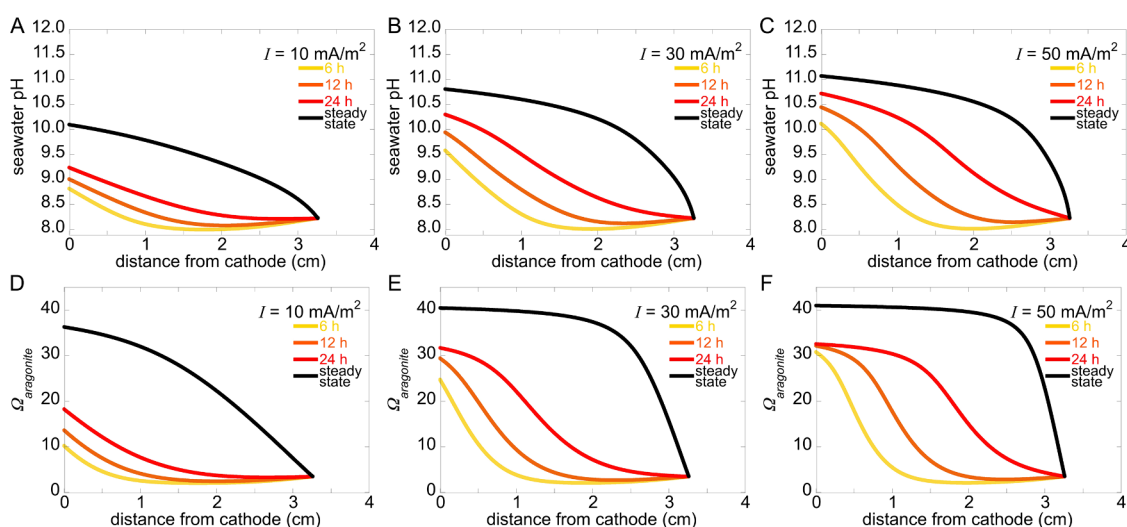 A
I = 10 mA/m²
6 h
12 h
24 h
steady
state
seawater pH
12.0
11.5
11.0
10.5
10.0
9.5
9.0
8.5
8.0
0
1
2
3
4
distance from cathode (cm)
B
I = 30 mA/m²
6 h
12 h
24 h
steady
state
seawater pH
12.0
11.5
11.0
10.5
10.0
9.5
9.0
8.5
8.0
0
1
2
3
4
distance from cathode (cm)
C
I = 50 mA/m²
6 h
12 h
24 h
steady
state
seawater pH
12.0
11.5
11.0
10.5
10.0
9.5
9.0
8.5
8.0
0
1
2
3
4
distance from cathode (cm)
D
I = 10 mA/m²
6 h
12 h
24 h
steady
state
Ωaragonite
40
30
20
10
0
0
1
2
3
4
distance from cathode (cm)
E
I = 30 mA/m²
6 h
12 h
24 h
steady
state
Ωaragonite
40
30
20
10
0
0
1
2
3
4
distance from cathode (cm)
F
I = 50 mA/m²
6 h
12 h
24 h
steady
state
Ωaragonite
40
30
20
10
0
0
1
2
3
4
distance from cathode (cm)